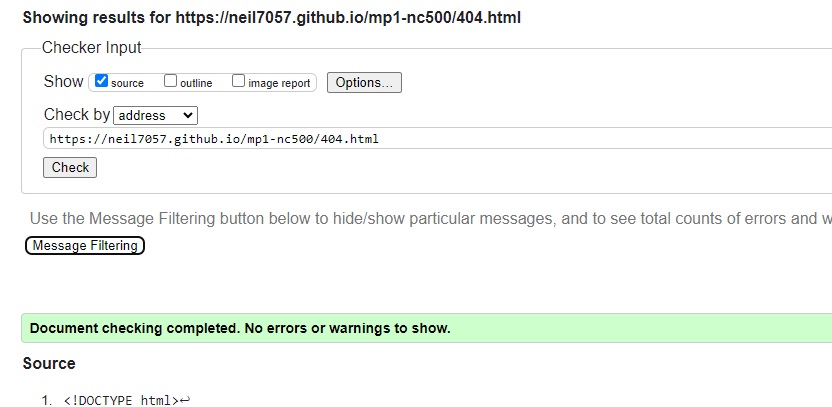 Showing results for https://neil7057.github.io/mp1-nc500/404.html
Checker Input
Show source outline image report Options...
Check by address
https://neil7057.github.io/mp1-nc500/404.html
Check
Use the Message Filtering button below to hide/show particular messages, and to see total counts of errors and w
Message Filtering
Document checking completed. No errors or warnings to show.
Source
1. <!DOCTYPE html>↩